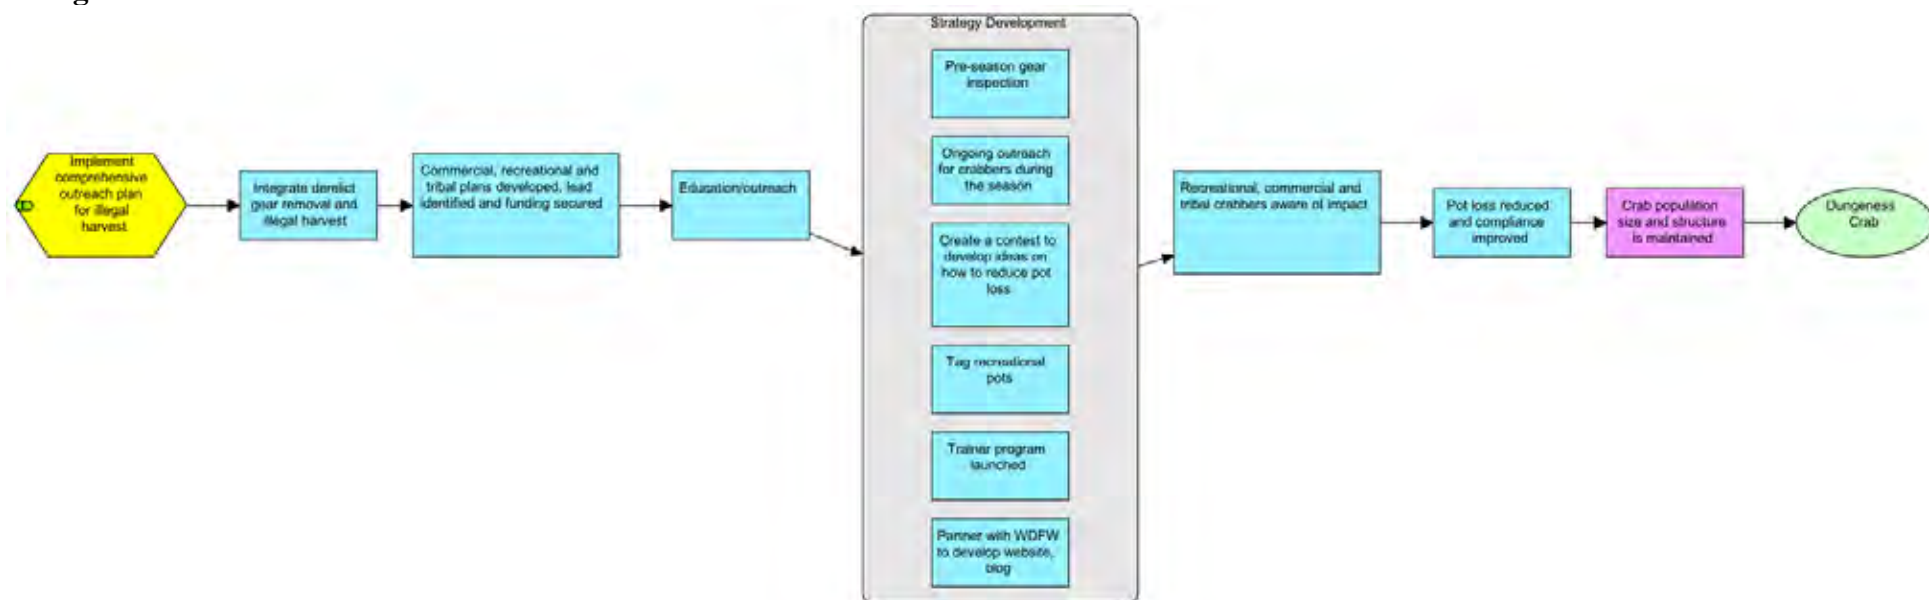 Implement
comprehensive
outreach plan
for illegal
harvest
Integrate derelict
gear removal and
illegal harvest
Commercial, recreational and
tribal plans developed, lead
identified and funding secured
Education/outreach
Strategy Development
Pre-season gear
inspection
Ongoing outreach
for crabbers during
the season
Create a contest to
develop ideas on
how to reduce pot
loss
Tag recreational
pots
Trainer program
launched
Partner with WDFW
to develop website,
blog
Recreational, commercial and
tribal crabbers aware of impact
Pot loss reduced
and compliance
improved
Crab population
size and structure
is maintained
Dungeness
Crab